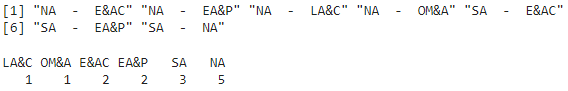 [1] "NA  -  E&AC" "NA  -  EA&P" "NA  -  LA&C" "NA  -  OM&A" "SA  -  E&AC"
[6] "SA  -  EA&P" "SA  -  NA"
LA&C OM&A E&AC EA&P   SA   NA
   1    1    2    2    3    5